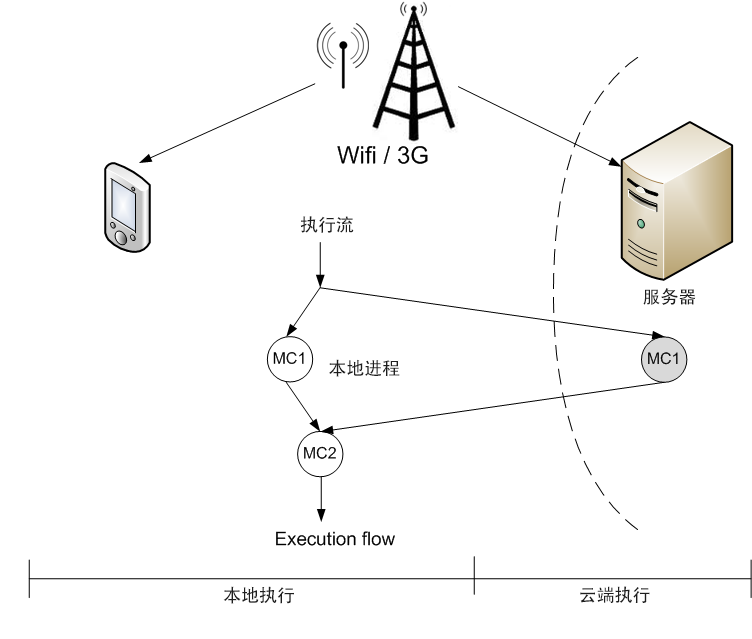 Wifi / 3G
执行流
服务器
MC1
本地进程
MC1
MC2
Execution flow
本地执行
云端执行